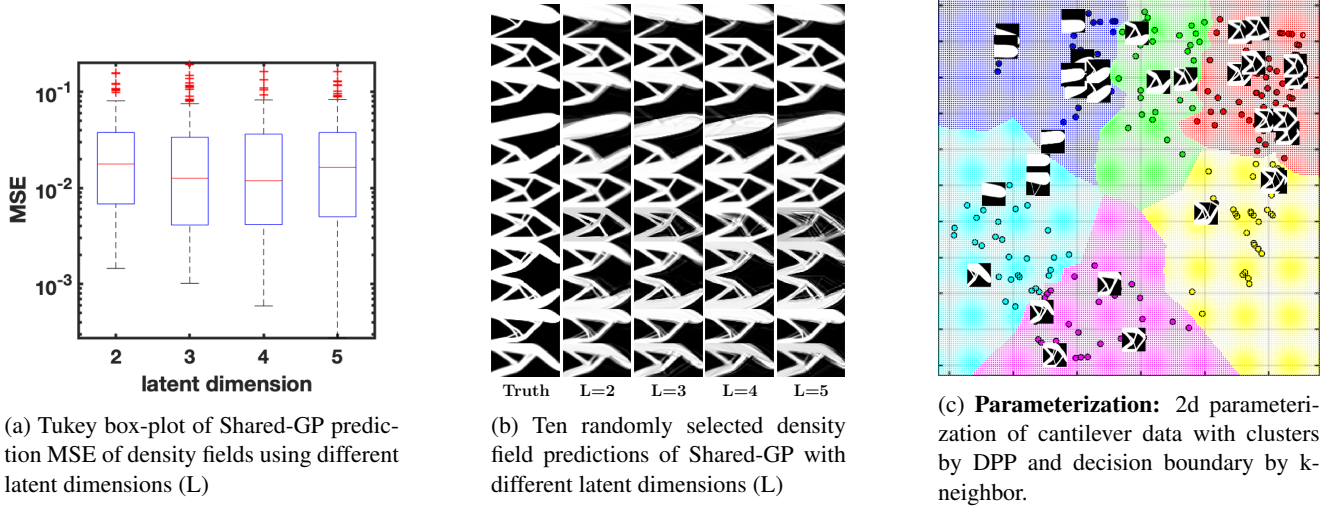 10^-1
10^-2
10^-3
MSE
2 3 4 5
latent dimension
(a) Tukey box-plot of Shared-GP predic-
tion MSE of density fields using different
latent dimensions (L)
Truth L=2 L=3 L=4 L=5
(b) Ten randomly selected density
field predictions of Shared-GP with
different latent dimensions (L)
(c) Parameterization: 2d parameteri-
zation of cantilever data with clusters
by DPP and decision boundary by k-
neighbor.